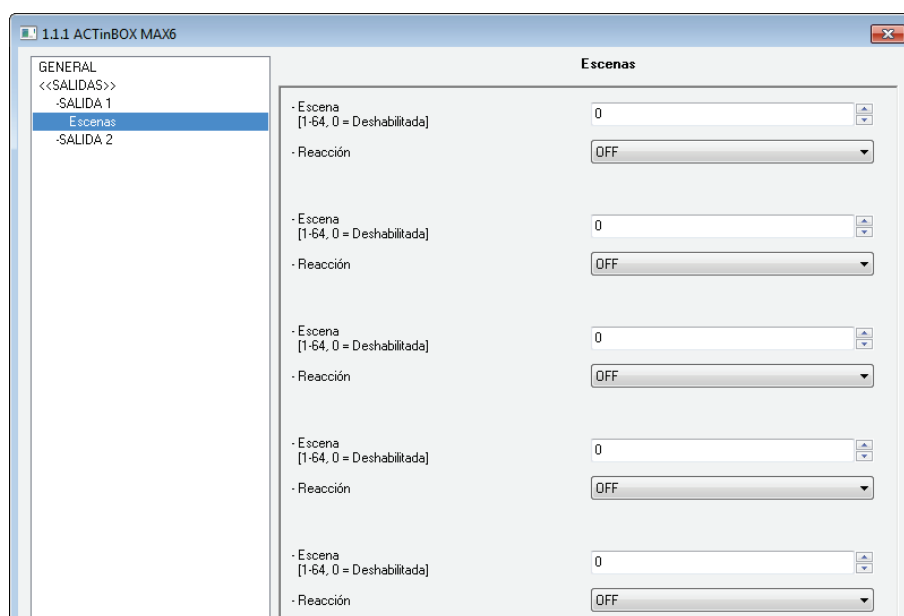 1.1.1 ACTinBOX MAX6
GENERAL
<<SALIDAS>>
-SALIDA 1
Escenas
-SALIDA 2
Escenas
- Escena
[1-64, 0 = Deshabilitada]
0
- Reacción
OFF
- Escena
[1-64, 0 = Deshabilitada]
0
- Reacción
OFF
- Escena
[1-64, 0 = Deshabilitada]
0
- Reacción
OFF
- Escena
[1-64, 0 = Deshabilitada]
0
- Reacción
OFF
- Escena
[1-64, 0 = Deshabilitada]
0
- Reacción
OFF